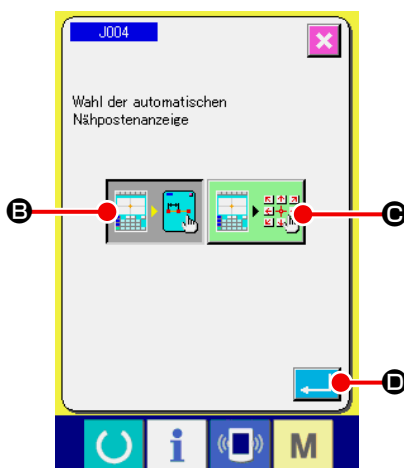 J004
Wahl der automatischen
Nähpostenanzeige
B
C
D
i
M